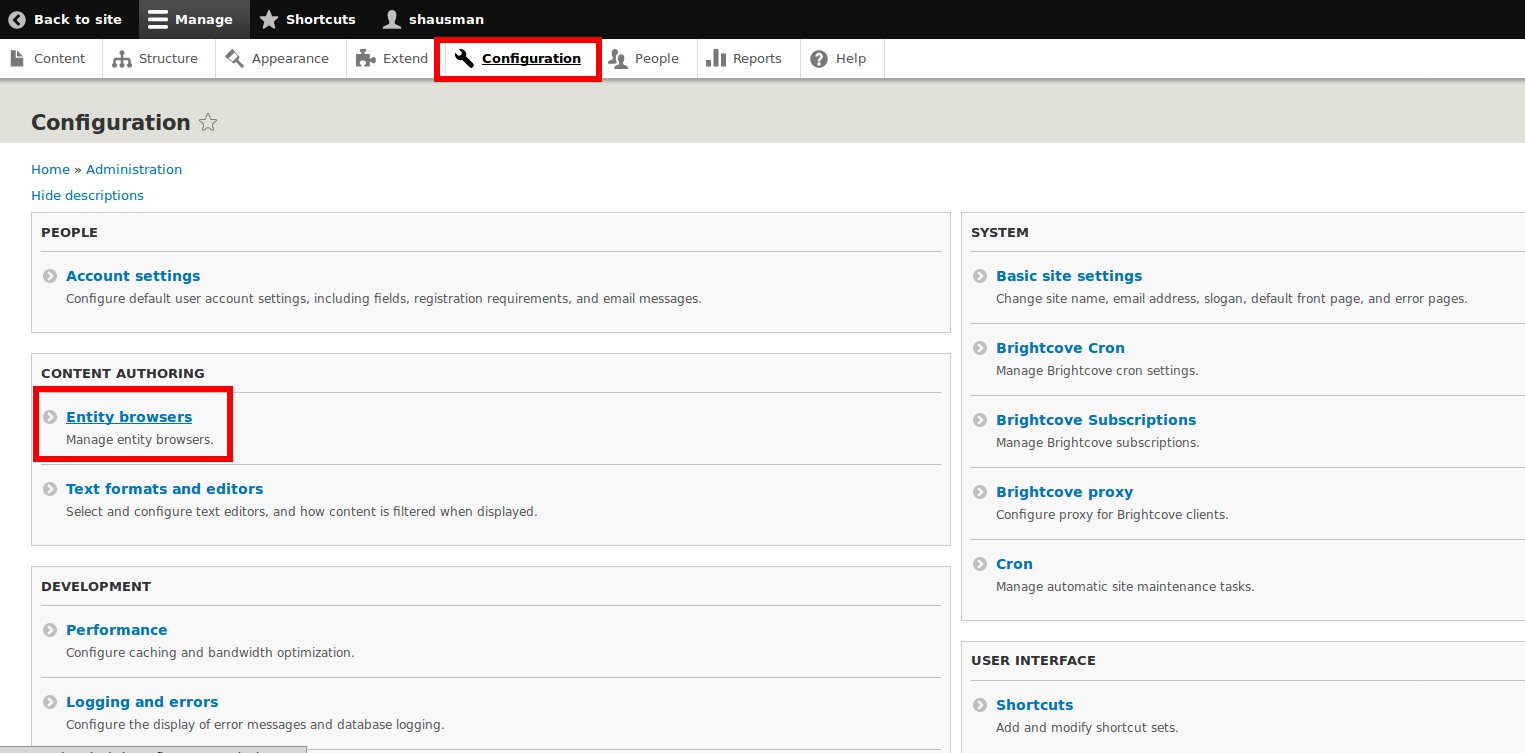 Back to site Manage Shortcuts shausman
Content Structure Appearance Extend Configuration People Reports Help
Configuration
Home » Administration
Hide descriptions
PEOPLE
Account settings
Configure default user account settings, including fields, registration requirements, and email messages.
CONTENT AUTHORING
Entity browsers
Manage entity browsers.
Text formats and editors
Select and configure text editors, and how content is filtered when displayed.
DEVELOPMENT
Performance
Configure caching and bandwidth optimization.
Logging and errors
Configure the display of error messages and database logging.
SYSTEM
Basic site settings
Change site name, email address, slogan, default front page, and error pages.
Brightcove Cron
Manage Brightcove cron settings.
Brightcove Subscriptions
Manage Brightcove subscriptions.
Brightcove proxy
Configure proxy for Brightcove clients.
Cron
Manage automatic site maintenance tasks.
USER INTERFACE
Shortcuts
Add and modify shortcut sets.